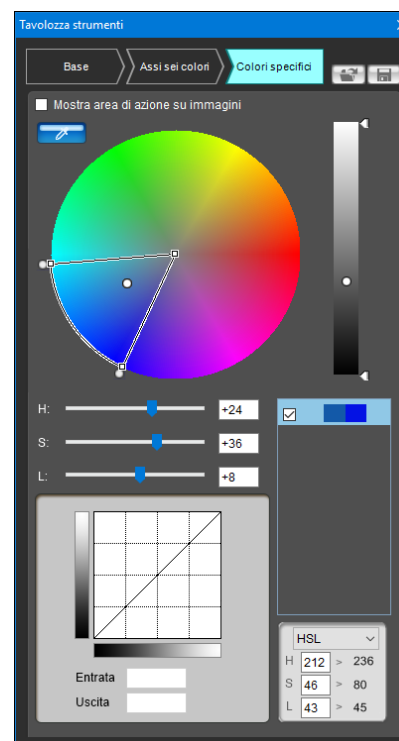 Tavolozza strumenti
Base Assi sei colori Colori specifici
Mostra area di azione su immagini
H: +24
S: +36
L: +8
HSL
H 212 > 236
S 46 > 80
L 43 > 45
Entrata
Uscita